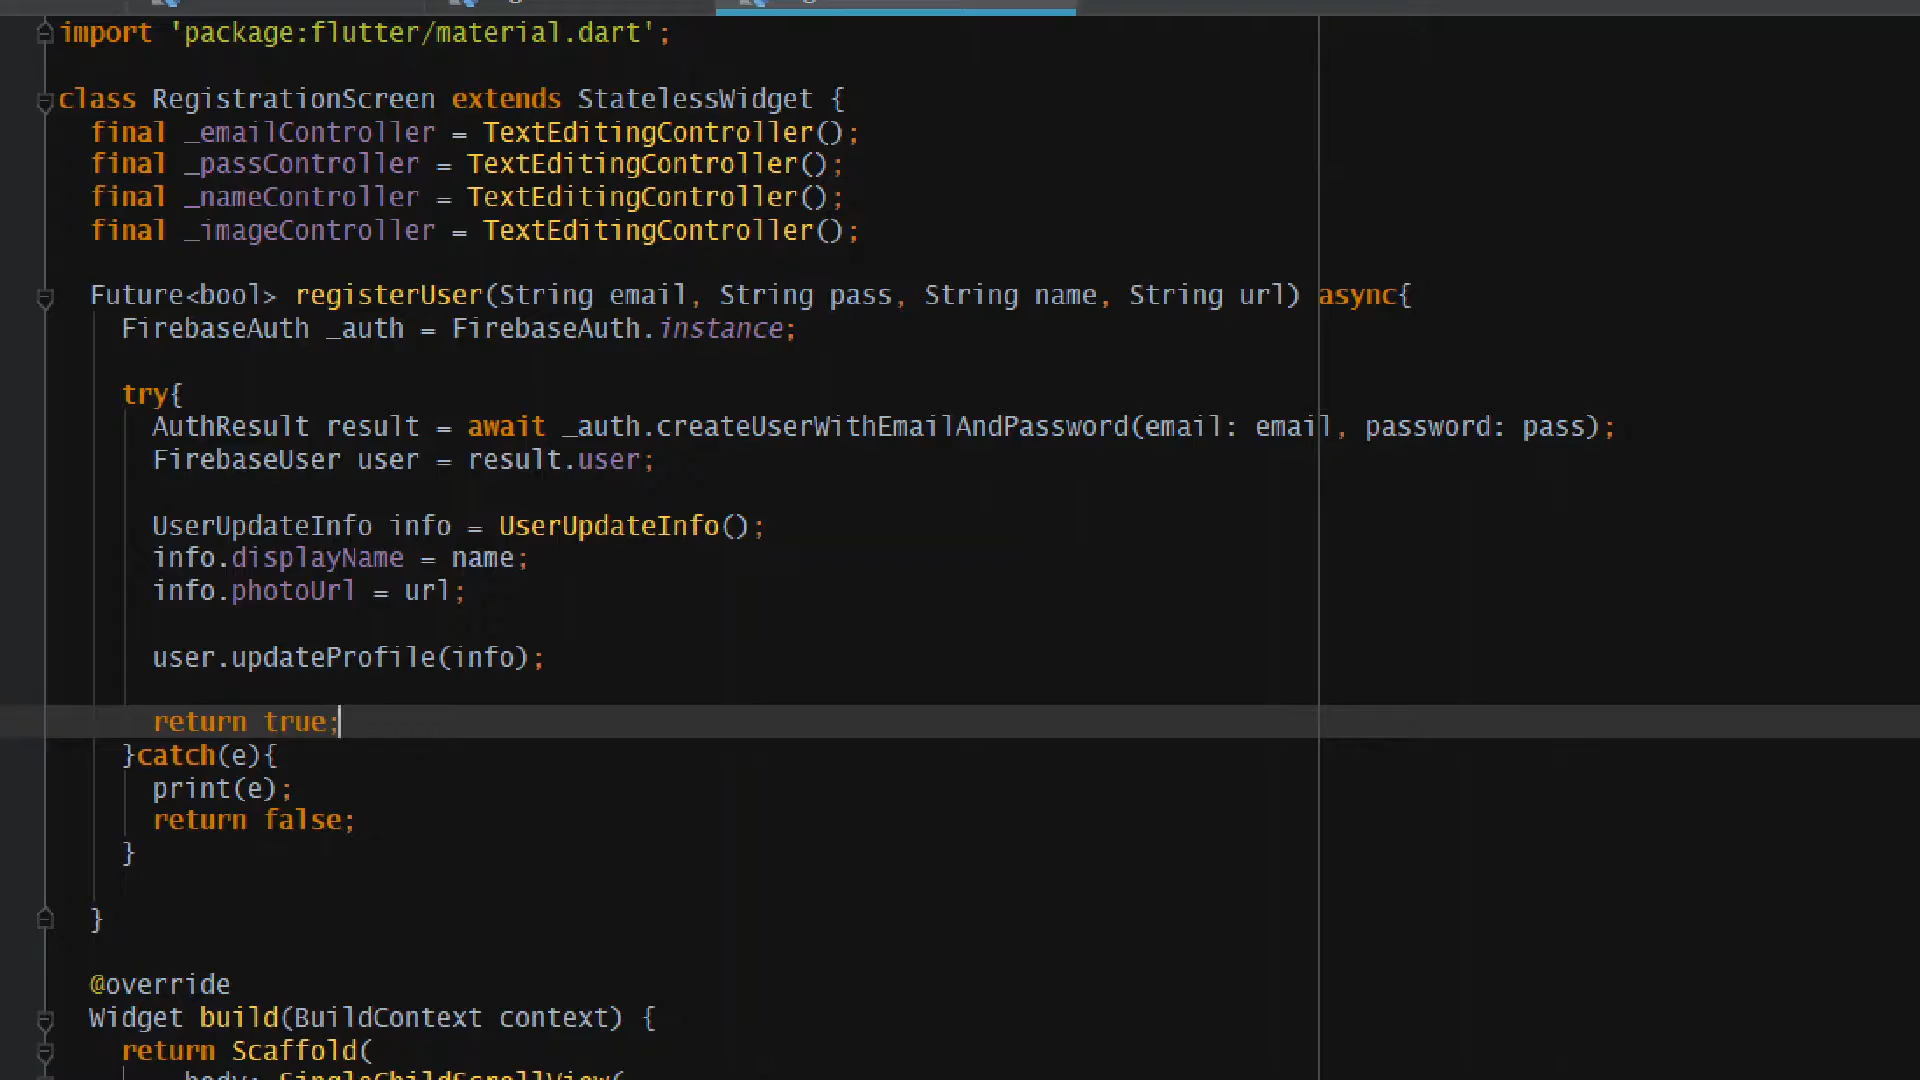 import 'package:flutter/material.dart';
class RegistrationScreen extends StatelessWidget {
final _emailController = TextEditingController();
final _passController = TextEditingController();
final _nameController = TextEditingController();
final _imageController = TextEditingController();
Future<bool> registerUser(String email, String pass, String name, String url) async{
FirebaseAuth _auth = FirebaseAuth.instance;
try{
AuthResult result = await _auth.createUserWithEmailAndPassword(email: email, password: pass);
FirebaseUser user = result.user;
UserUpdateInfo info = UserUpdateInfo();
info.displayName = name;
info.photoUrl = url;
user.updateProfile(info);
return true;
}catch(e){
print(e);
return false;
}
}
@override
Widget build(BuildContext context) {
return Scaffold(
body: SingleChildScrollView(